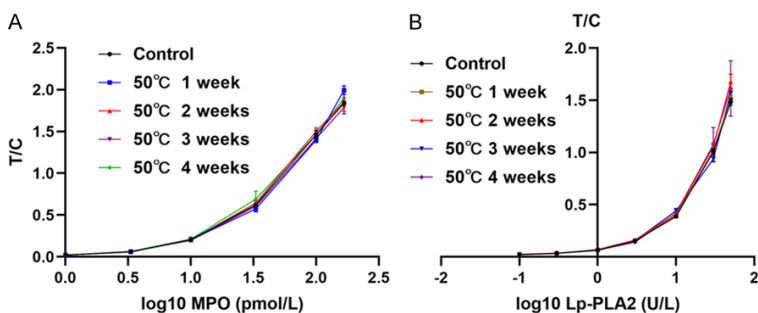 A
T/C
2.5
2.0
1.5
1.0
0.5
0.0
0.0 0.5 1.0 1.5 2.0 2.5
log10 MPO (pmol/L)
Control
50℃ 1 week
50℃ 2 weeks
50℃ 3 weeks
50℃ 4 weeks
B
T/C
2.0
1.5
1.0
0.5
-2 -1 0 1 2
log10 Lp-PLA2 (U/L)
Control
50℃ 1 week
50℃ 2 weeks
50℃ 3 weeks
50℃ 4 weeks